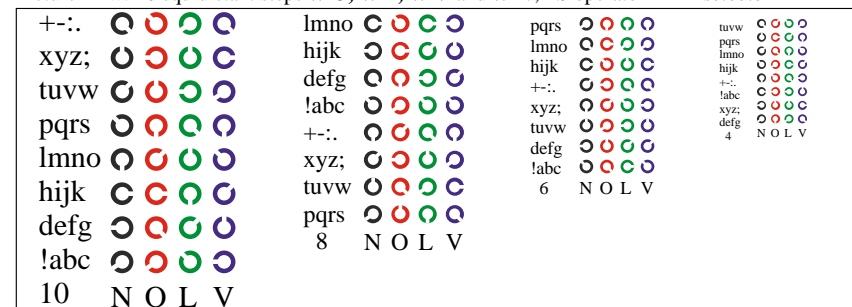 +-:.
xyz;
tuvw
pqrs
lmno
hijk
defg
!abc
10 N O L V
lmno
hijk
defg
!abc
+-:.
xyz;
tuvw
pqrs
8 N O L V
pqrs
lmno
hijk
+-:.
xyz;
tuvw
defg
!abc
6 N O L V
tuvw
pqrs
lmno
hijk
+-:.
!abc
xyz;
defg
4 N O L V